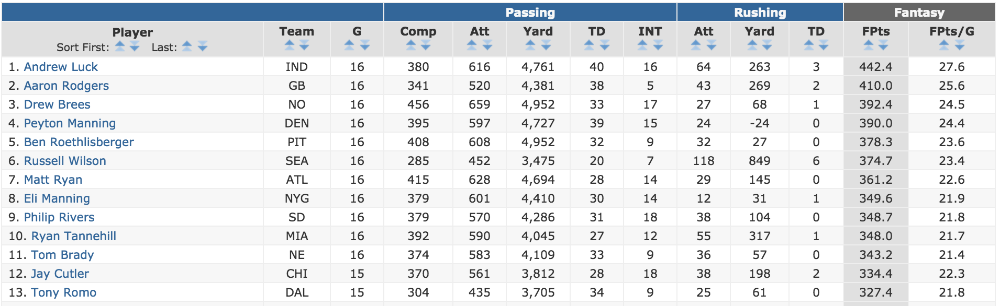 Passing Rushing Fantasy
Player Team G Comp Att Yard TD INT Att Yard TD FPts FPts/G
Sort First: Last:
1. Andrew Luck IND 16 380 616 4,761 40 16 64 263 3 442.4 27.6
2. Aaron Rodgers GB 16 341 520 4,381 38 5 43 269 2 410.0 25.6
3. Drew Brees NO 16 456 659 4,952 33 17 27 68 1 392.4 24.5
4. Peyton Manning DEN 16 395 597 4,727 39 15 24 -24 0 390.0 24.4
5. Ben Roethlisberger PIT 16 408 608 4,952 32 9 32 27 0 378.3 23.6
6. Russell Wilson SEA 16 285 452 3,475 20 7 118 849 6 374.7 23.4
7. Matt Ryan ATL 16 415 628 4,694 28 14 29 145 0 361.2 22.6
8. Eli Manning NYG 16 379 601 4,410 30 14 12 31 1 349.6 21.9
9. Philip Rivers SD 16 379 570 4,286 31 18 38 104 0 348.7 21.8
10. Ryan Tannehill MIA 16 392 590 4,045 27 12 55 317 1 348.0 21.7
11. Tom Brady NE 16 374 583 4,109 33 9 36 57 0 343.2 21.4
12. Jay Cutler CHI 15 370 561 3,812 28 18 38 198 2 334.4 22.3
13. Tony Romo DAL 15 304 435 3,705 34 9 25 61 0 327.4 21.8